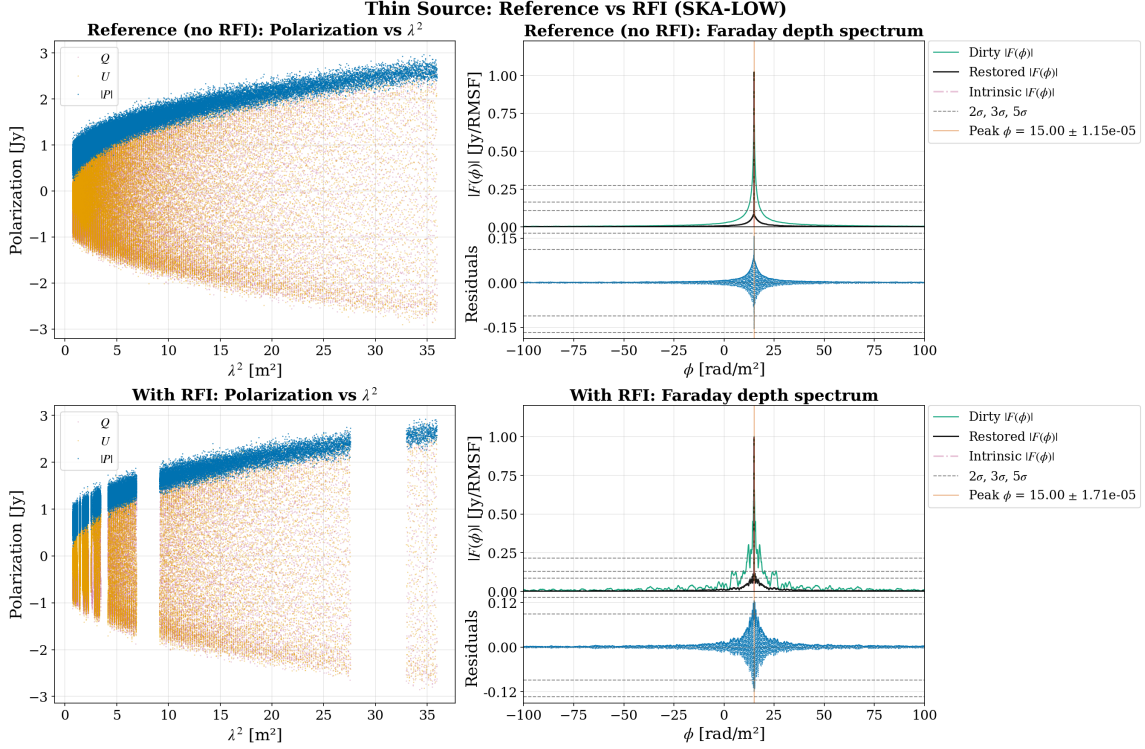 Thin Source: Reference vs RFI (SKA-LOW)
Reference (no RFI): Polarization vs λ²
Q
U
|P|
3
2
1
0
−1
−2
−3
Polarization [Jy]
0 5 10 15 20 25 30 35
λ² [m²]
Reference (no RFI): Faraday depth spectrum
1.00
0.75
0.50
0.25
0.00
|F(ϕ)| [Jy/RMSF]
0.15
0.00
−0.15
Residuals
−100 −75 −50 −25 0 25 50 75 100
ϕ [rad/m²]
Dirty |F(ϕ)|
Restored |F(ϕ)|
Intrinsic |F(ϕ)|
2σ, 3σ, 5σ
Peak ϕ = 15.00 ± 1.15e-05
With RFI: Polarization vs λ²
Q
U
|P|
3
2
1
0
−1
−2
−3
Polarization [Jy]
0 5 10 15 20 25 30 35
λ² [m²]
With RFI: Faraday depth spectrum
1.00
0.75
0.50
0.25
0.00
|F(ϕ)| [Jy/RMSF]
0.12
0.00
−0.12
Residuals
−100 −75 −50 −25 0 25 50 75 100
ϕ [rad/m²]
Dirty |F(ϕ)|
Restored |F(ϕ)|
Intrinsic |F(ϕ)|
2σ, 3σ, 5σ
Peak ϕ = 15.00 ± 1.71e-05